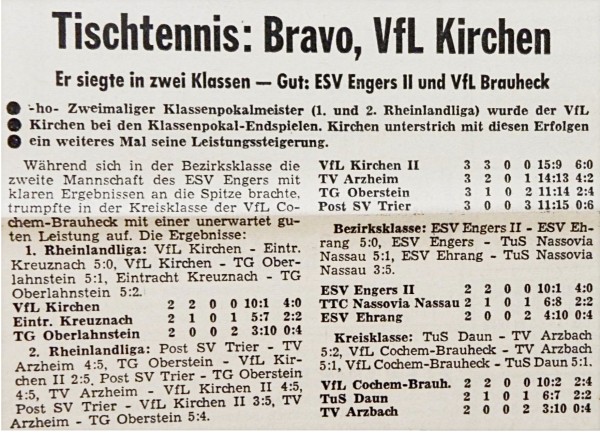 Tischtennis: Bravo, VfL Kirchen
Er siegte in zwei Klassen — Gut: ESV Engers II und VfL Brauheck
● -ho- Zweimaliger Klassenpokalmeister (1. und 2. Rheinlandliga) wurde der VfL
● Kirchen bei den Klassenpokal-Endspielen. Kirchen unterstrich mit diesen Erfolgen
● ein weiteres Mal seine Leistungssteigerung.
Während sich in der Bezirksklasse die
zweite Mannschaft des ESV Engers mit
klaren Ergebnissen an die Spitze brachte,
trumpfte in der Kreisklasse der VfL Co-
chem-Brauheck mit einer unerwartet gu-
ten Leistung auf. Die Ergebnisse:
1. Rheinlandliga: VfL Kirchen - Eintr.
Kreuznach 5:0, VfL Kirchen - TG Ober-
lahnstein 5:1, Eintracht Kreuznach - TG
Oberlahnstein 5:2.
VfL Kirchen 2 2 0 0 10:1 4:0
Eintr. Kreuznach 2 1 0 1 5:7 2:2
TG Oberlahnstein 2 0 0 2 3:10 0:4
2. Rheinlandliga: Post SV Trier - TV
Arzheim 4:5, TG Oberstein - VfL Kir-
chen II 2:5, Post SV Trier - TG Oberstein
4:5, TV Arzheim - VfL Kirchen II 4:5,
Post SV Trier - VfL Kirchen II 3:5, TV
Arzheim - TG Oberstein 5:4.
VfL Kirchen II 3 3 0 0 15:9 6:0
TV Arzheim 3 2 0 1 14:13 4:2
TG Oberstein 3 1 0 2 11:14 2:4
Post SV Trier 3 0 0 3 11:15 0:6
Bezirksklasse: ESV Engers II - ESV Eh-
rang 5:0, ESV Engers - TuS Nassovia
Nassau 5:1, ESV Ehrang - TuS Nassovia
Nassau 3:5.
ESV Engers II 2 2 0 0 10:1 4:0
TTC Nassovia Nassau 2 1 0 1 6:8 2:2
ESV Ehrang 2 0 0 2 4:10 0:4
Kreisklasse: TuS Daun - TV Arzbach
5:2, VfL Cochem-Brauheck - TV Arzbach
5:1, VfL Cochem-Brauheck - TuS Daun 5:1.
VfL Cochem-Brauh. 2 2 0 0 10:2 2:4
TuS Daun 2 1 0 1 6:7 2:2
TV Arzbach 2 0 0 2 3:10 0:4